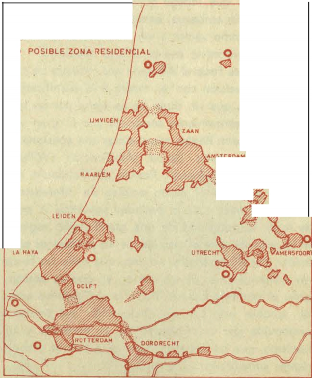 POSIBLE ZONA RESIDENCIAL
IJMVIDEN
ZAAN
AMSTERDAM
HAARLEM
LEIDEN
LA HAYA
UTRECHT
AMERSFOORT
DELFT
ROTTERDAM
DORDRECHT